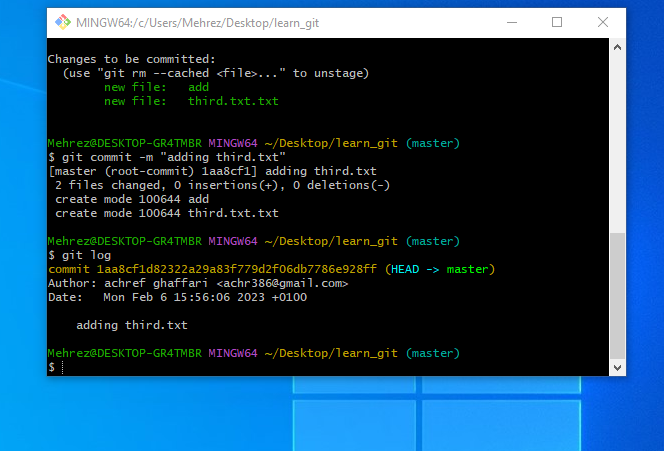 MINGW64:/c/Users/Mehrez/Desktop/learn_git
Changes to be committed:
  (use "git rm --cached <file>..." to unstage)
        new file:   add
        new file:   third.txt.txt
Mehrez@DESKTOP-GR4TMBR MINGW64 ~/Desktop/learn_git (master)
$ git commit -m "adding third.txt"
[master (root-commit) 1aa8cf1] adding third.txt
 2 files changed, 0 insertions(+), 0 deletions(-)
 create mode 100644 add
 create mode 100644 third.txt.txt
Mehrez@DESKTOP-GR4TMBR MINGW64 ~/Desktop/learn_git (master)
$ git log
commit 1aa8cf1d82322a29a83f779d2f06db7786e928ff (HEAD -> master)
Author: achref ghaffari <achr386@gmail.com>
Date:   Mon Feb 6 15:56:06 2023 +0100
    adding third.txt
Mehrez@DESKTOP-GR4TMBR MINGW64 ~/Desktop/learn_git (master)
$